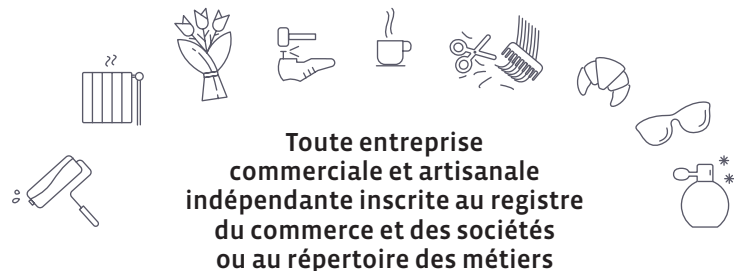 Toute entreprise
commerciale et artisanale
indépendante inscrite au registre
du commerce et des sociétés
ou au répertoire des métiers